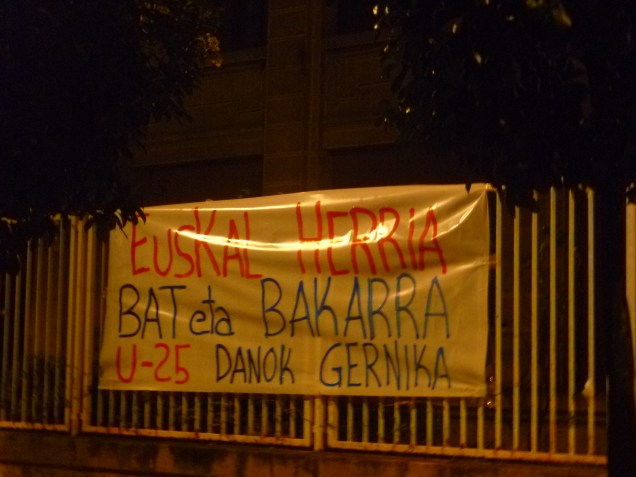 EUSKAL HERRIA
BAT eta BAKARRA
U-25 DANOK GERNIKA